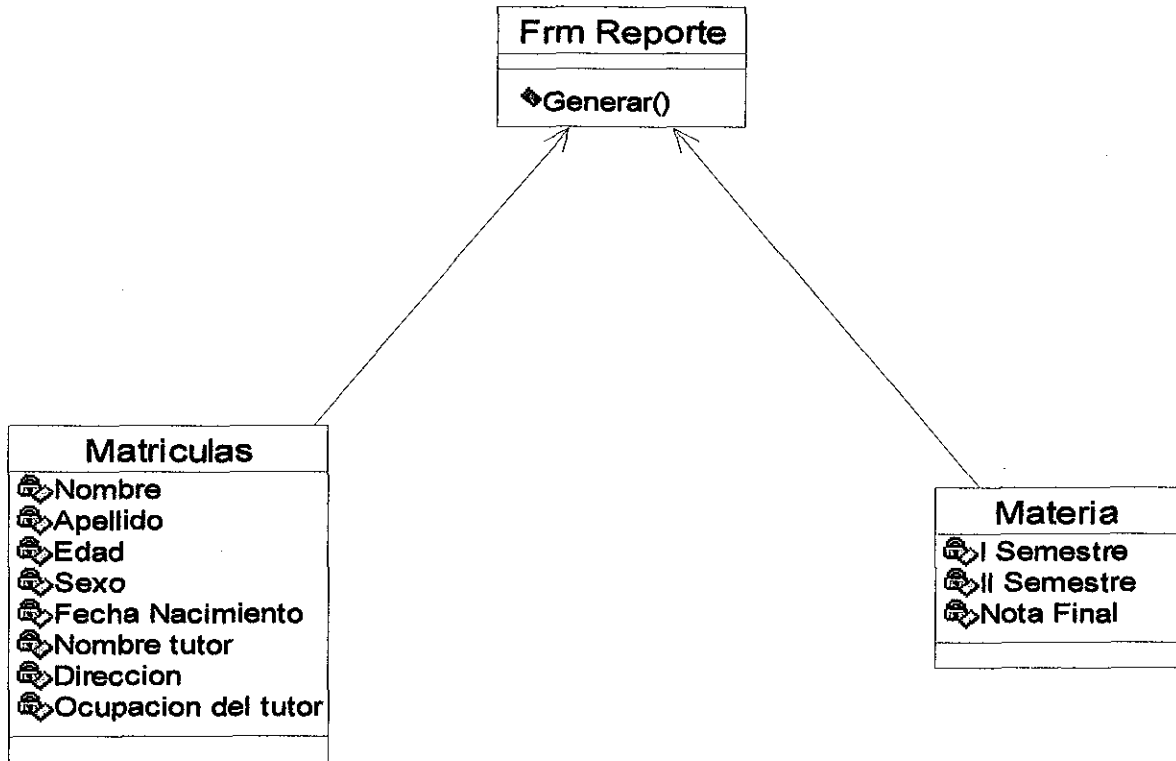 Frm Reporte
Generar()
Matriculas
Nombre
Apellido
Edad
Sexo
Fecha Nacimiento
Nombre tutor
Direccion
Ocupacion del tutor
Materia
I Semestre
II Semestre
Nota Final